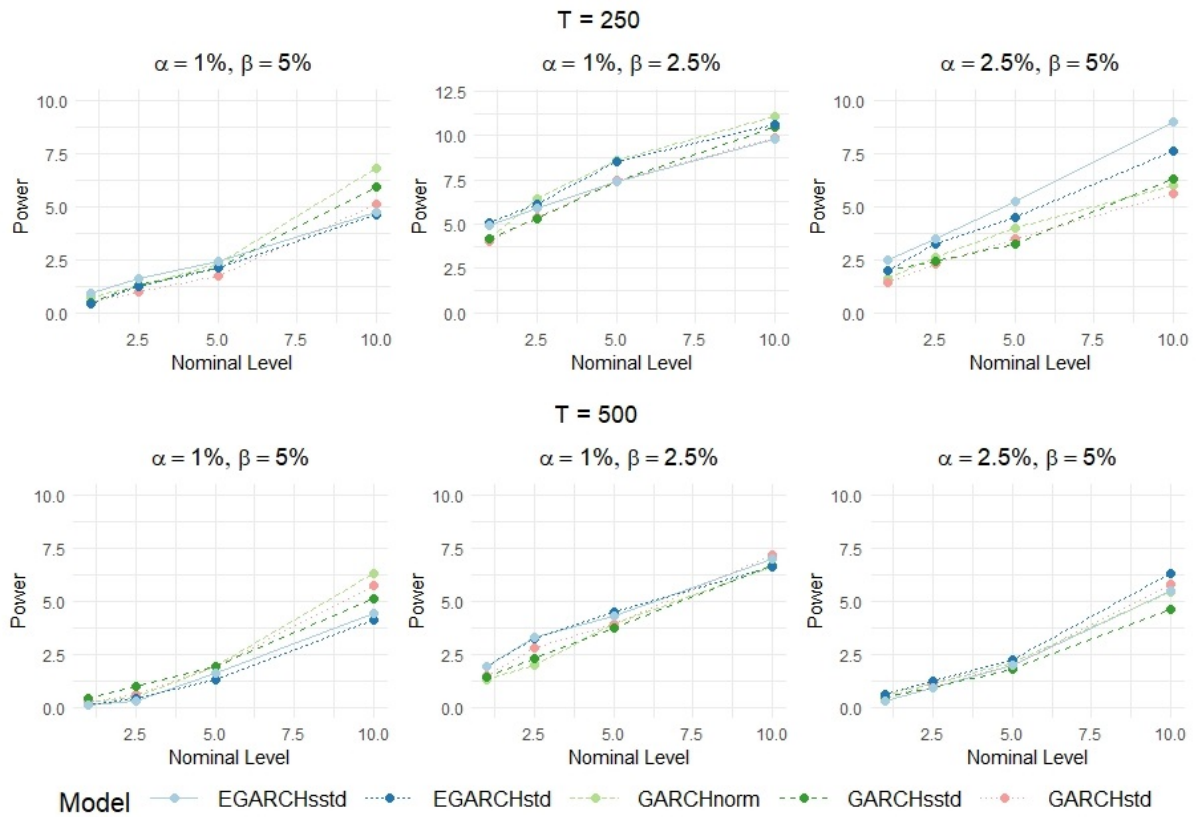 T = 250
α = 1%, β = 5%
α = 1%, β = 2.5%
α = 2.5%, β = 5%
Power
10.0
7.5
5.0
2.5
0.0
2.5 5.0 7.5 10.0
Nominal Level
Power
12.5
10.0
7.5
5.0
2.5
0.0
2.5 5.0 7.5 10.0
Nominal Level
Power
10.0
7.5
5.0
2.5
0.0
2.5 5.0 7.5 10.0
Nominal Level
T = 500
α = 1%, β = 5%
α = 1%, β = 2.5%
α = 2.5%, β = 5%
Power
10.0
7.5
5.0
2.5
0.0
2.5 5.0 7.5 10.0
Nominal Level
Power
10.0
7.5
5.0
2.5
0.0
2.5 5.0 7.5 10.0
Nominal Level
Power
10.0
7.5
5.0
2.5
0.0
2.5 5.0 7.5 10.0
Nominal Level
Model EGARCHsstd EGARCHstd GARCHnorm GARCHsstd GARCHstd